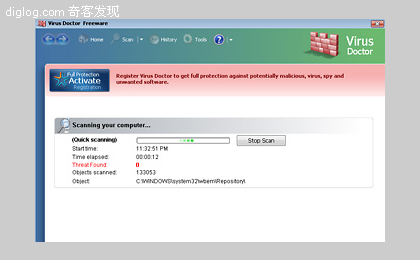 diglog.com 奇客发现
Virus Doctor Freeware
Home Scan History Tools ?
Virus Doctor
Full Protection
Activate
Registration
Register Virus Doctor to get full protection against potentially malicious, virus, spy and
unwanted software.
Scanning your computer...
(Quick scanning) Stop Scan
Start time: 11:32:51 PM
Time elapsed: 00:00:12
Threat Found: 0
Objects scanned: 133053
Object: C:\WINDOWS\system32\wbem\Repository\